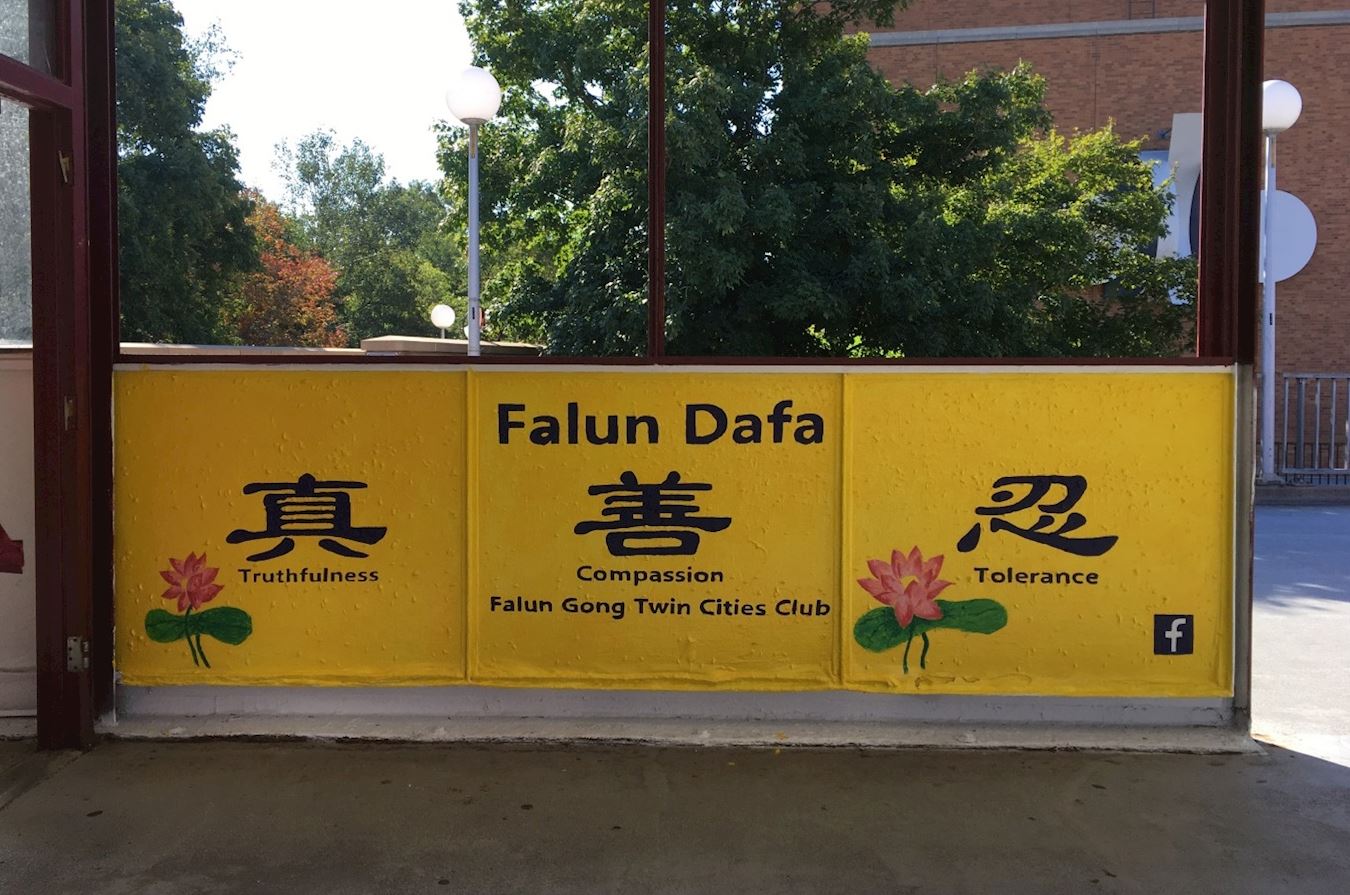 Falun Dafa
真 善 忍
Truthfulness Compassion Tolerance
Falun Gong Twin Cities Club
f